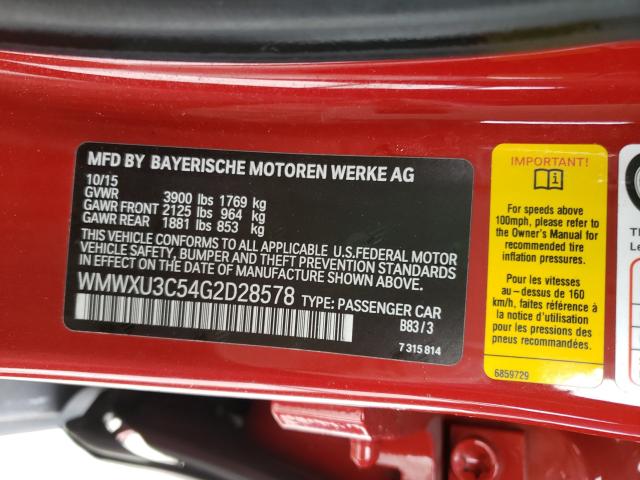 MFD BY BAYERISCHE MOTOREN WERKE AG
10/15
GVWR 3900 lbs 1769 kg
GAWR FRONT 2125 lbs 964 kg
GAWR REAR 1881 lbs 853 kg
THIS VEHICLE CONFORMS TO ALL APPLICABLE U.S.FEDERAL MOTOR
VEHICLE SAFETY, BUMPER AND THEFT PREVENTION STANDARDS
IN EFFECT ON THE DATE OF MANUFACTURE SHOWN ABOVE.
WMWXU3C54G2D28578 TYPE: PASSENGER CAR
B83/3
7 315 814
IMPORTANT!
For speeds above
100mph, please refer to
the Owner's Manual for
recommended tire
inflation pressures.
Pour les vitesses
au-dessus de 160
km/h, faites référence à
la notice d'utilisation
pour les pressions des
pneus recommandées.
6859729